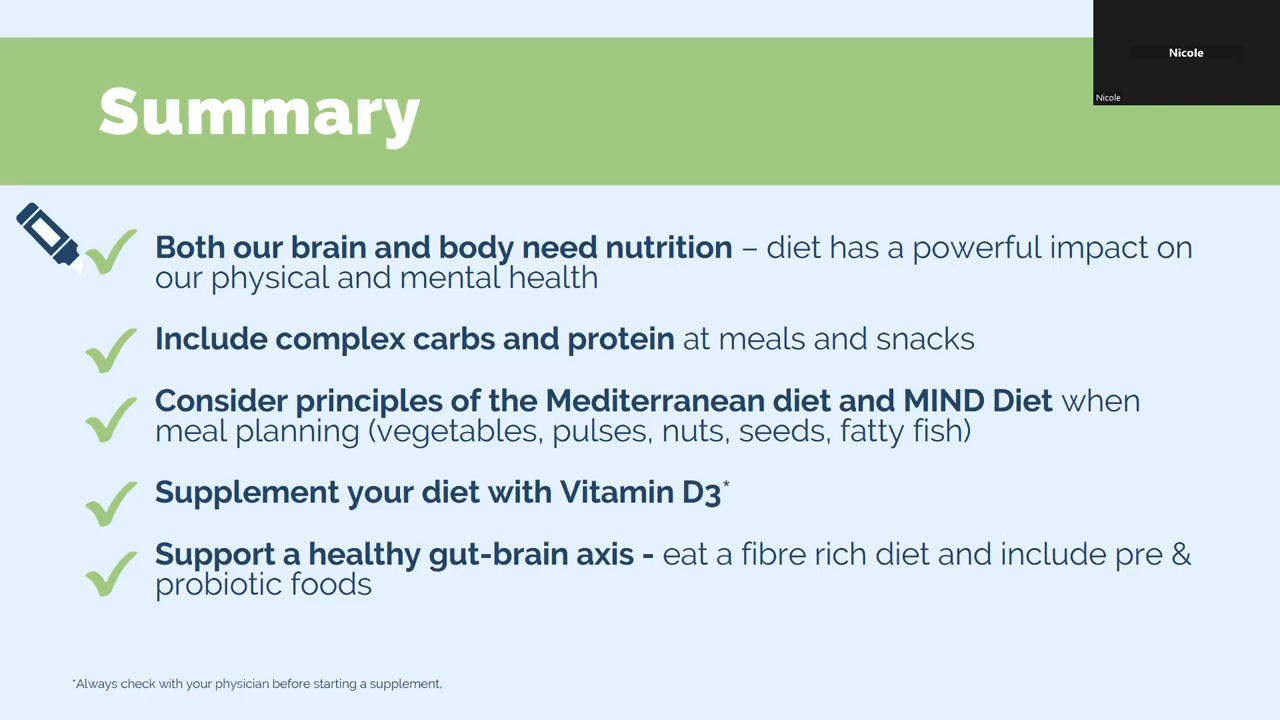 Nicole
Nicole
Summary
Both our brain and body need nutrition – diet has a powerful impact on
our physical and mental health
Include complex carbs and protein at meals and snacks
Consider principles of the Mediterranean diet and MIND Diet when
meal planning (vegetables, pulses, nuts, seeds, fatty fish)
Supplement your diet with Vitamin D3*
Support a healthy gut-brain axis - eat a fibre rich diet and include pre &
probiotic foods
*Always check with your physician before starting a supplement,